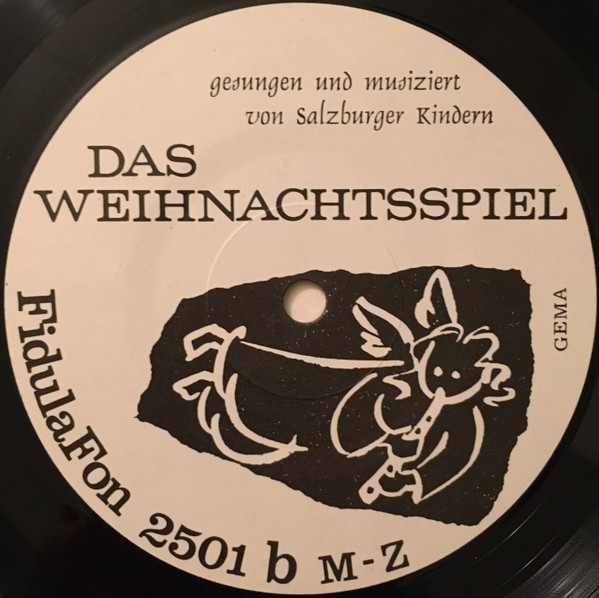 gesungen und musiziert
von Salzburger Kindern
DAS
WEIHNACHTSSPIEL
GEMA
FidulaFon 2501 b M-Z